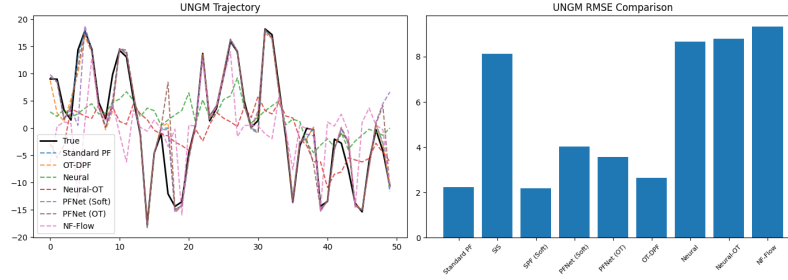 UNGM Trajectory
20
15
10
5
0
−5
−10
−15
−20
True
Standard PF
OT-DPF
Neural
Neural-OT
PFNet (Soft)
PFNet (OT)
NF-Flow
0 10 20 30 40 50
UNGM RMSE Comparison
8
6
4
2
0
Standard PF
SIS
SPF (Soft)
PFNet (Soft)
PFNet (OT)
OT-DPF
Neural
Neural-OT
NF-Flow